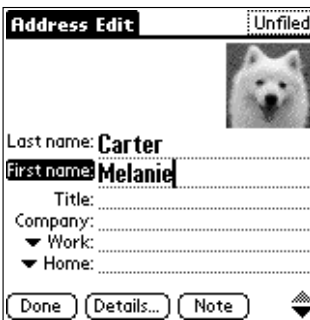 Address Edit Unfiled
Last name: Carter
First name: Melanie
Title:
Company:
Work:
Home:
Done Details... Note